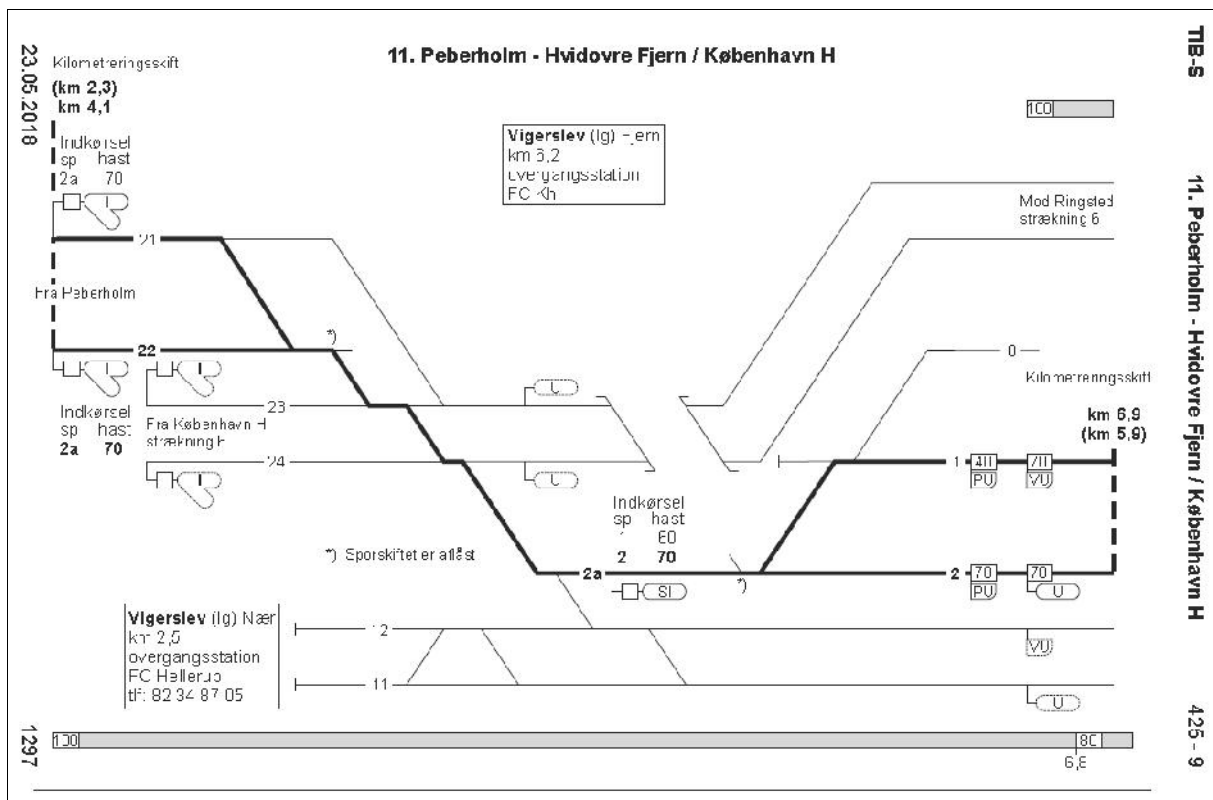 TIB-S
11. Peberholm - Hvidovre Fjern / København H
425 - 9
23.05.2018
1297
11. Peberholm - Hvidovre Fjern / København H
Kilometreringsskift
(km 2,3)
km 4,1
Indkørsel
sp hast
2a 70
I
21
Fra Peberholm
22
*)
I
I
Indkørsel
sp hast
2a 70
Fra København H
strækning
23
24
I
Vigerslev (lg) Fjern
km 6,2
overgangsstation
FC Kh
U
U
100
Mod Ringsted
strækning 6
0
Kilometreringsskift
km 6,9
(km 5,9)
1 40 70
PU VU
Indkørsel
sp hast
1 60
2 70
*) Sporskiftet er aflåst
2a
SI
*)
2 70 70
PU U
Vigerslev (lg) Nær
km 2,5
overgangsstation
FC Hellerup
tlf: 82 34 87 05
12
11
VU
U
100
80
6,8